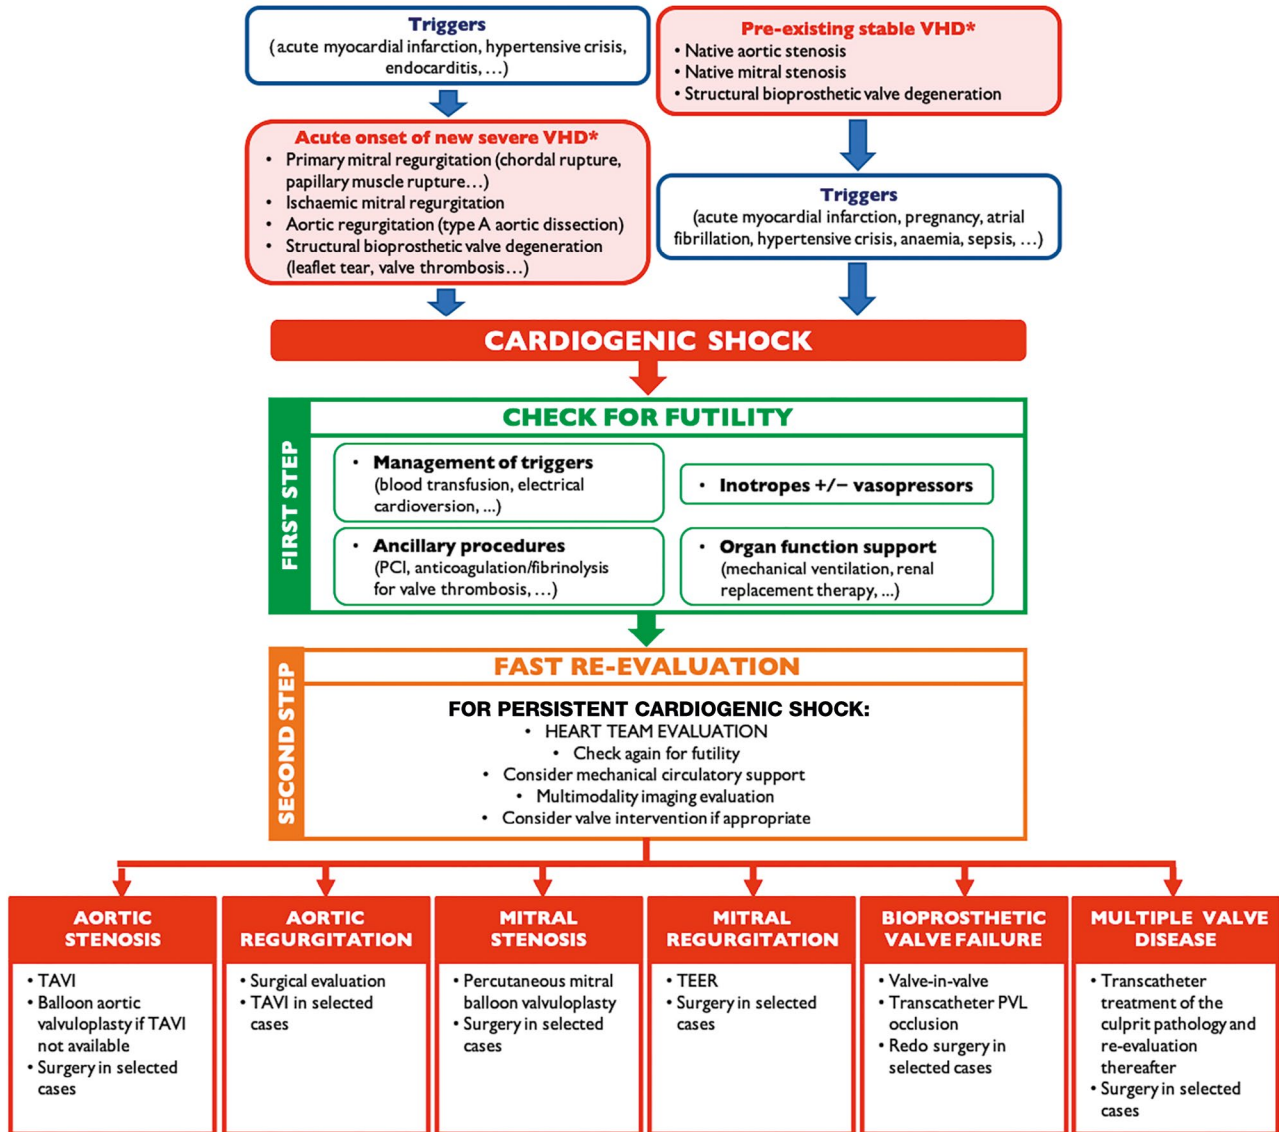 Triggers
(acute myocardial infarction, hypertensive crisis,
endocarditis, …)
Pre-existing stable VHD*
• Native aortic stenosis
• Native mitral stenosis
• Structural bioprosthetic valve degeneration
Acute onset of new severe VHD*
• Primary mitral regurgitation (chordal rupture,
papillary muscle rupture…)
• Ischaemic mitral regurgitation
• Aortic regurgitation (type A aortic dissection)
• Structural bioprosthetic valve degeneration
(leaflet tear, valve thrombosis…)
Triggers
(acute myocardial infarction, pregnancy, atrial
fibrillation, hypertensive crisis, anaemia, sepsis, …)
CARDIOGENIC SHOCK
FIRST STEP
CHECK FOR FUTILITY
• Management of triggers
(blood transfusion, electrical
cardioversion, ...)
• Inotropes +/− vasopressors
• Ancillary procedures
(PCI, anticoagulation/fibrinolysis
for valve thrombosis, …)
• Organ function support
(mechanical ventilation, renal
replacement therapy, ...)
SECOND STEP
FAST RE-EVALUATION
FOR PERSISTENT CARDIOGENIC SHOCK:
• HEART TEAM EVALUATION
• Check again for futility
• Consider mechanical circulatory support
• Multimodality imaging evaluation
• Consider valve intervention if appropriate
AORTIC
STENOSIS
• TAVI
• Balloon aortic
valvuloplasty if TAVI
not available
• Surgery in selected
cases
AORTIC
REGURGITATION
• Surgical evaluation
• TAVI in selected
cases
MITRAL
STENOSIS
• Percutaneous mitral
balloon valvuloplasty
• Surgery in selected
cases
MITRAL
REGURGITATION
• TEER
• Surgery in selected
cases
BIOPROSTHETIC
VALVE FAILURE
• Valve-in-valve
• Transcatheter PVL
occlusion
• Redo surgery in
selected cases
MULTIPLE VALVE
DISEASE
• Transcatheter
treatment of the
culprit pathology and
re-evaluation
thereafter
• Surgery in selected
cases